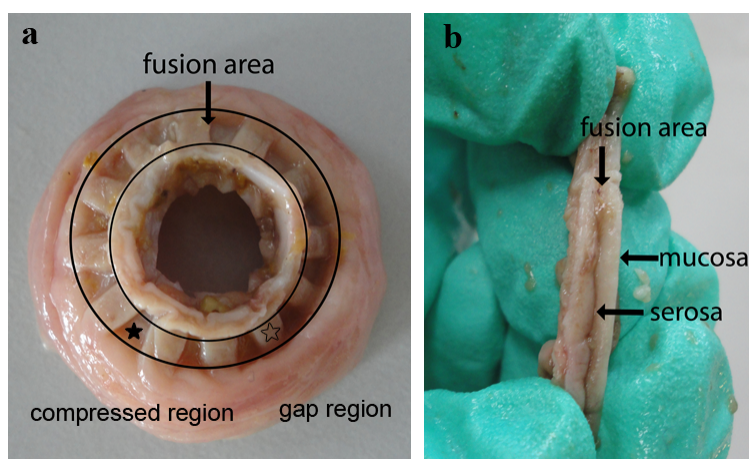 a
fusion area
compressed region
gap region
b
fusion area
mucosa
serosa